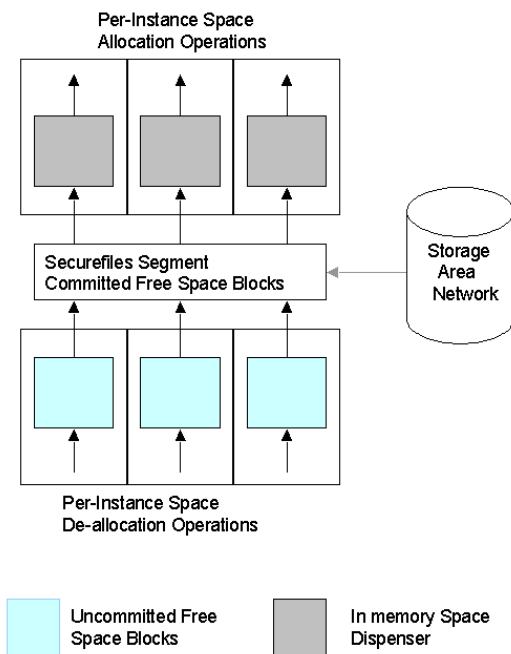 Per-Instance Space
Allocation Operations
Securefiles Segment
Committed Free Space Blocks
Storage
Area
Network
Per-Instance Space
De-allocation Operations
Uncommitted Free
Space Blocks
In memory Space
Dispenser